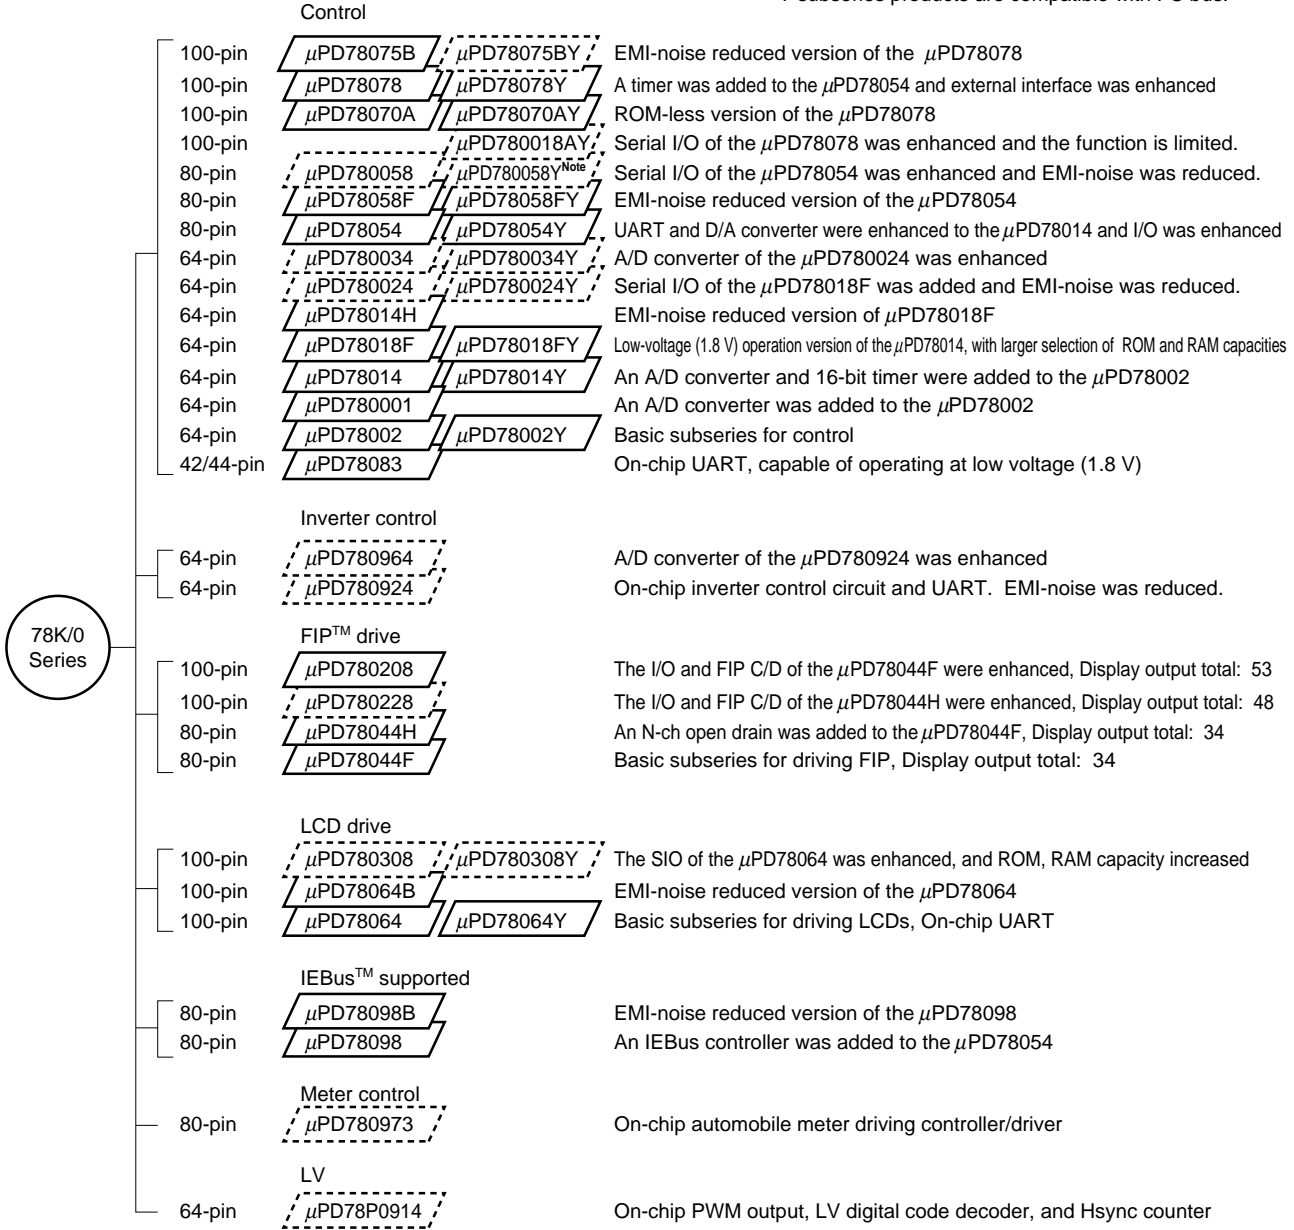 Control
100-pin μPD78075B μPD78075BY EMI-noise reduced version of the μPD78078
100-pin μPD78078 μPD78078Y A timer was added to the μPD78054 and external interface was enhanced
100-pin μPD78070A μPD78070AY ROM-less version of the μPD78078
100-pin μPD780018AY Serial I/O of the μPD78078 was enhanced and the function is limited.
80-pin μPD780058 μPD780058YNote Serial I/O of the μPD78054 was enhanced and EMI-noise was reduced.
80-pin μPD78058F μPD78058FY EMI-noise reduced version of the μPD78054
80-pin μPD78054 μPD78054Y UART and D/A converter were enhanced to the μPD78014 and I/O was enhanced
64-pin μPD780034 μPD780034Y A/D converter of the μPD780024 was enhanced
64-pin μPD780024 μPD780024Y Serial I/O of the μPD78018F was added and EMI-noise was reduced.
64-pin μPD78014H EMI-noise reduced version of μPD78018F
64-pin μPD78018F μPD78018FY Low-voltage (1.8 V) operation version of the μPD78014, with larger selection of ROM and RAM capacities
64-pin μPD78014 μPD78014Y An A/D converter and 16-bit timer were added to the μPD78002
64-pin μPD780001 An A/D converter was added to the μPD78002
64-pin μPD78002 μPD78002Y Basic subseries for control
42/44-pin μPD78083 On-chip UART, capable of operating at low voltage (1.8 V)
Inverter control
64-pin μPD780964 A/D converter of the μPD780924 was enhanced
64-pin μPD780924 On-chip inverter control circuit and UART. EMI-noise was reduced.
78K/0
Series
FIP™ drive
100-pin μPD780208 The I/O and FIP C/D of the μPD78044F were enhanced, Display output total: 53
100-pin μPD780228 The I/O and FIP C/D of the μPD78044H were enhanced, Display output total: 48
80-pin μPD78044H An N-ch open drain was added to the μPD78044F, Display output total: 34
80-pin μPD78044F Basic subseries for driving FIP, Display output total: 34
LCD drive
100-pin μPD780308 μPD780308Y The SIO of the μPD78064 was enhanced, and ROM, RAM capacity increased
100-pin μPD78064B EMI-noise reduced version of the μPD78064
100-pin μPD78064 μPD78064Y Basic subseries for driving LCDs, On-chip UART
IEBus™ supported
80-pin μPD78098B EMI-noise reduced version of the μPD78098
80-pin μPD78098 An IEBus controller was added to the μPD78054
Meter control
80-pin μPD780973 On-chip automobile meter driving controller/driver
LV
64-pin μPD78P0914 On-chip PWM output, LV digital code decoder, and Hsync counter